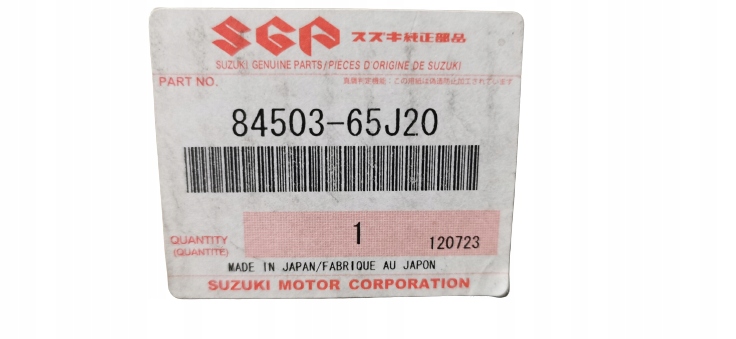 SGP スズキ純正部品
SUZUKI GENUINE PARTS/PIECES D'ORIGINE DE SUZUKI
PART NO.
84503-65J20
1
120723
QUANTITY
(QUANTITE)
MADE IN JAPAN/FABRIQUE AU JAPON
SUZUKI MOTOR CORPORATION